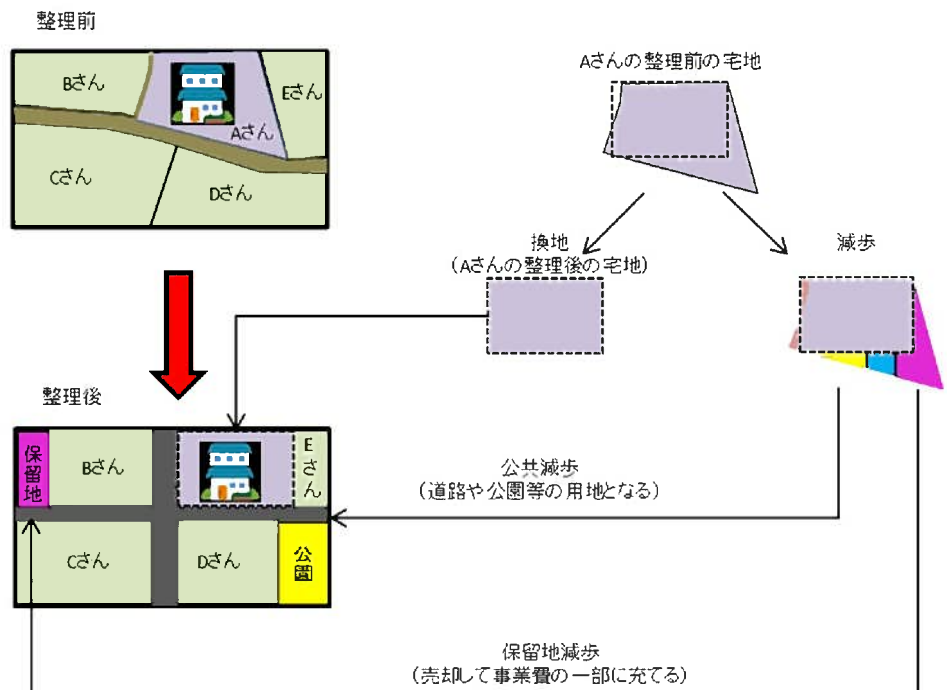 整理前
Bさん
Eさん
Aさん
Cさん
Dさん
Aさんの整理前の宅地
換地
(Aさんの整理後の宅地)
減歩
整理後
保留地
Bさん
Eさん
Cさん
Dさん
公園
公共減歩
(道路や公園等の用地となる)
保留地減歩
(売却して事業費の一部に充てる)